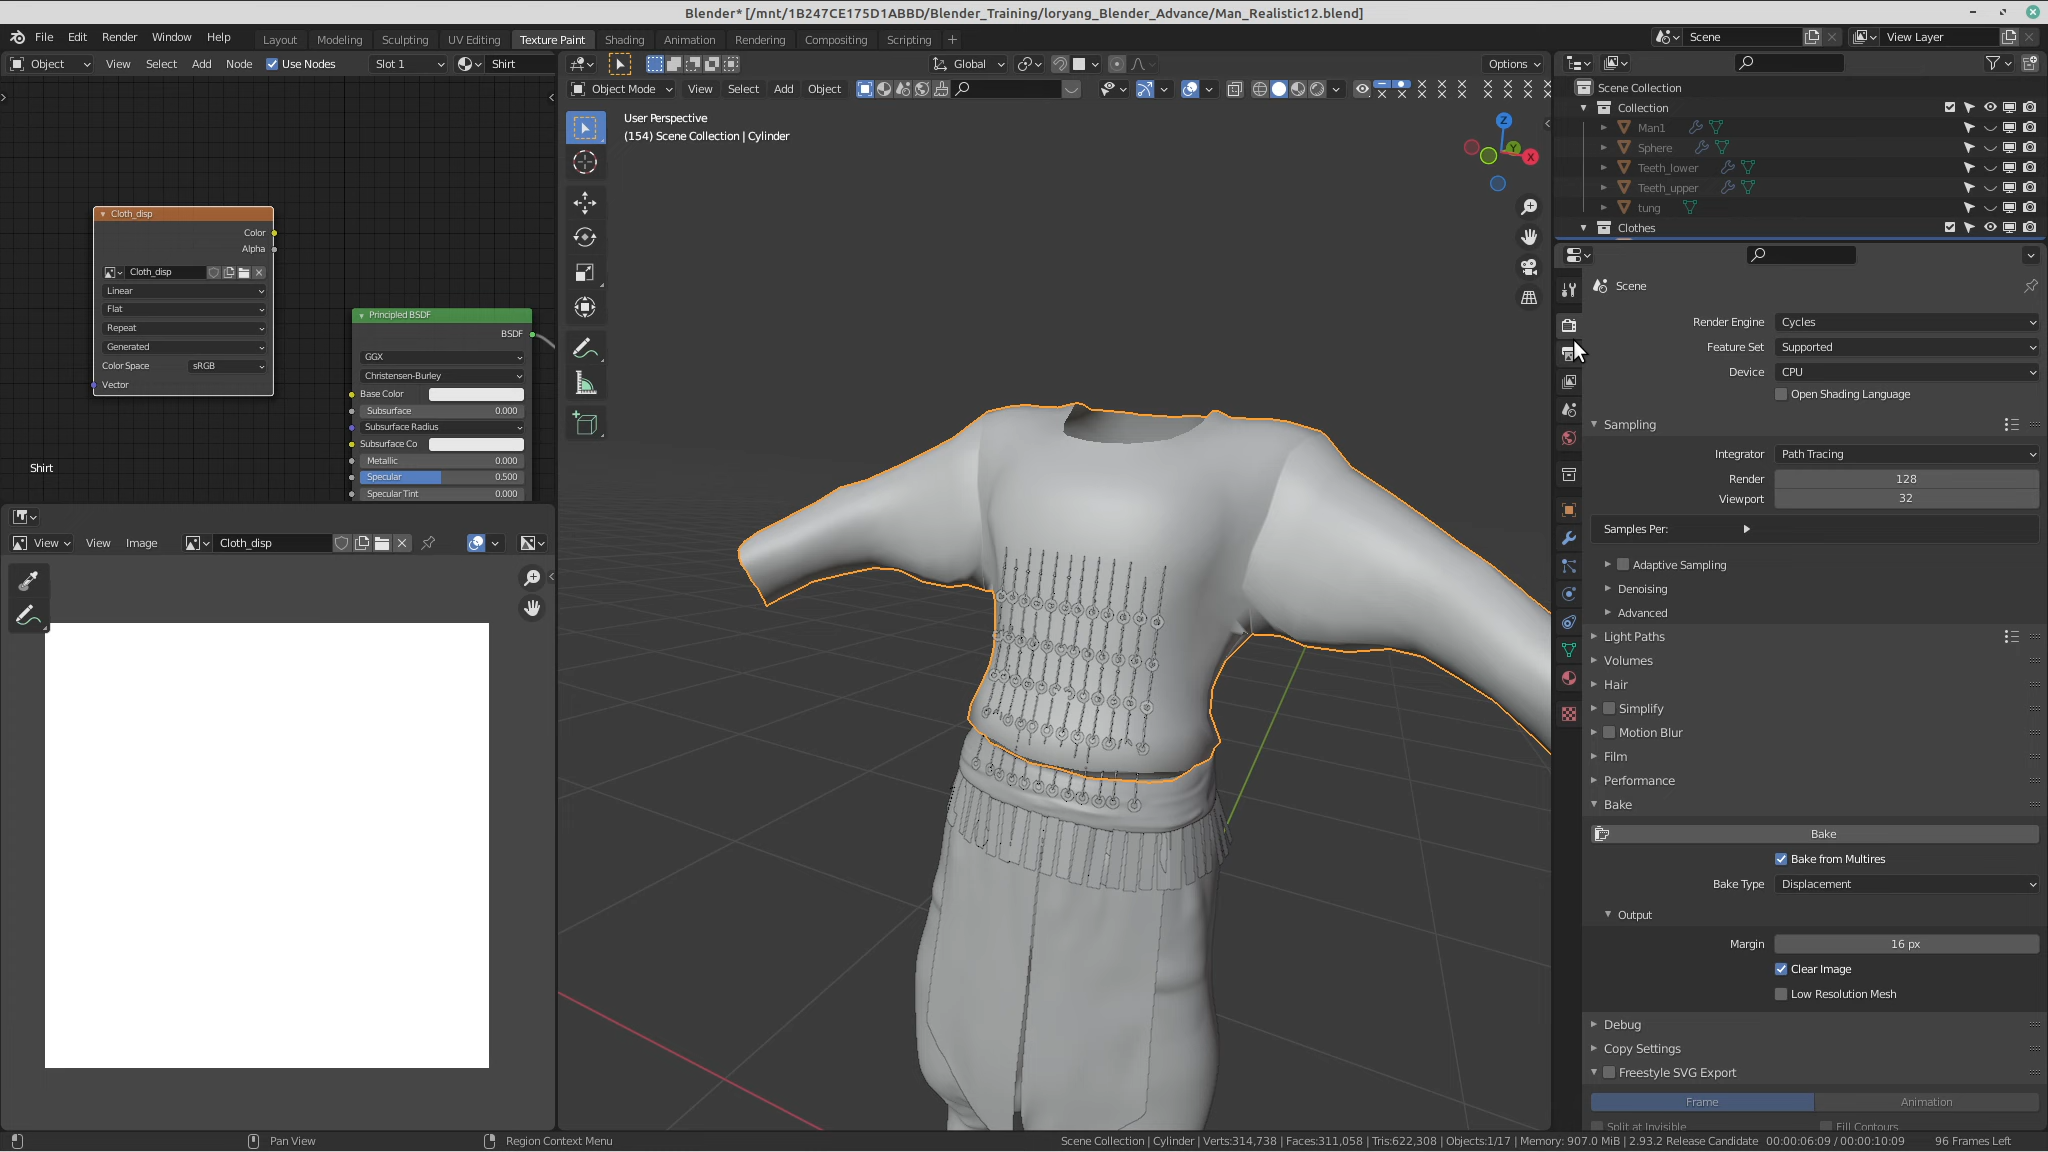 Blender* [/mnt/1B247CE175D1ABBD/Blender_Training/loryang_Blender_Advance/Man_Realistic12.blend]
File Edit Render Window Help Layout Modeling Sculpting UV Editing Texture Paint Shading Animation Rendering Compositing Scripting + Scene View Layer
Object View Select Add Node Use Nodes Slot 1 Shirt
Global Options
Object Mode View Select Add Object
User Perspective
(154) Scene Collection | Cylinder
Z
Y
X
Cloth_disp
Color
Alpha
Cloth_disp
Linear
Flat
Repeat
Generated
Color Space sRGB
Vector
Principled BSDF
BSDF
GGX
Christensen-Burley
Base Color
Subsurface 0.000
Subsurface Radius
Subsurface Co
Metallic 0.000
Specular 0.500
Specular Tint 0.000
Shirt
View View Image Cloth_disp
Scene Collection
Collection
Man1
Sphere
Teeth_lower
Teeth_upper
tung
Clothes
Scene
Render Engine Cycles
Feature Set Supported
Device CPU
Open Shading Language
Sampling
Integrator Path Tracing
Render 128
Viewport 32
Samples Per:
Adaptive Sampling
Denoising
Advanced
Light Paths
Volumes
Hair
Simplify
Motion Blur
Film
Performance
Bake
Bake
Bake from Multires
Bake Type Displacement
Output
Margin 16 px
Clear Image
Low Resolution Mesh
Debug
Copy Settings
Freestyle SVG Export
Frame Animation
Split at Invisible Fill Contours
Pan View Region Context Menu Scene Collection | Cylinder | Verts:314,738 | Faces:311,058 | Tris:622,308 | Objects:1/17 | Memory: 907.0 MiB | 2.93.2 Release Candidate 00:00:06:09 / 00:00:10:09 96 Frames Left